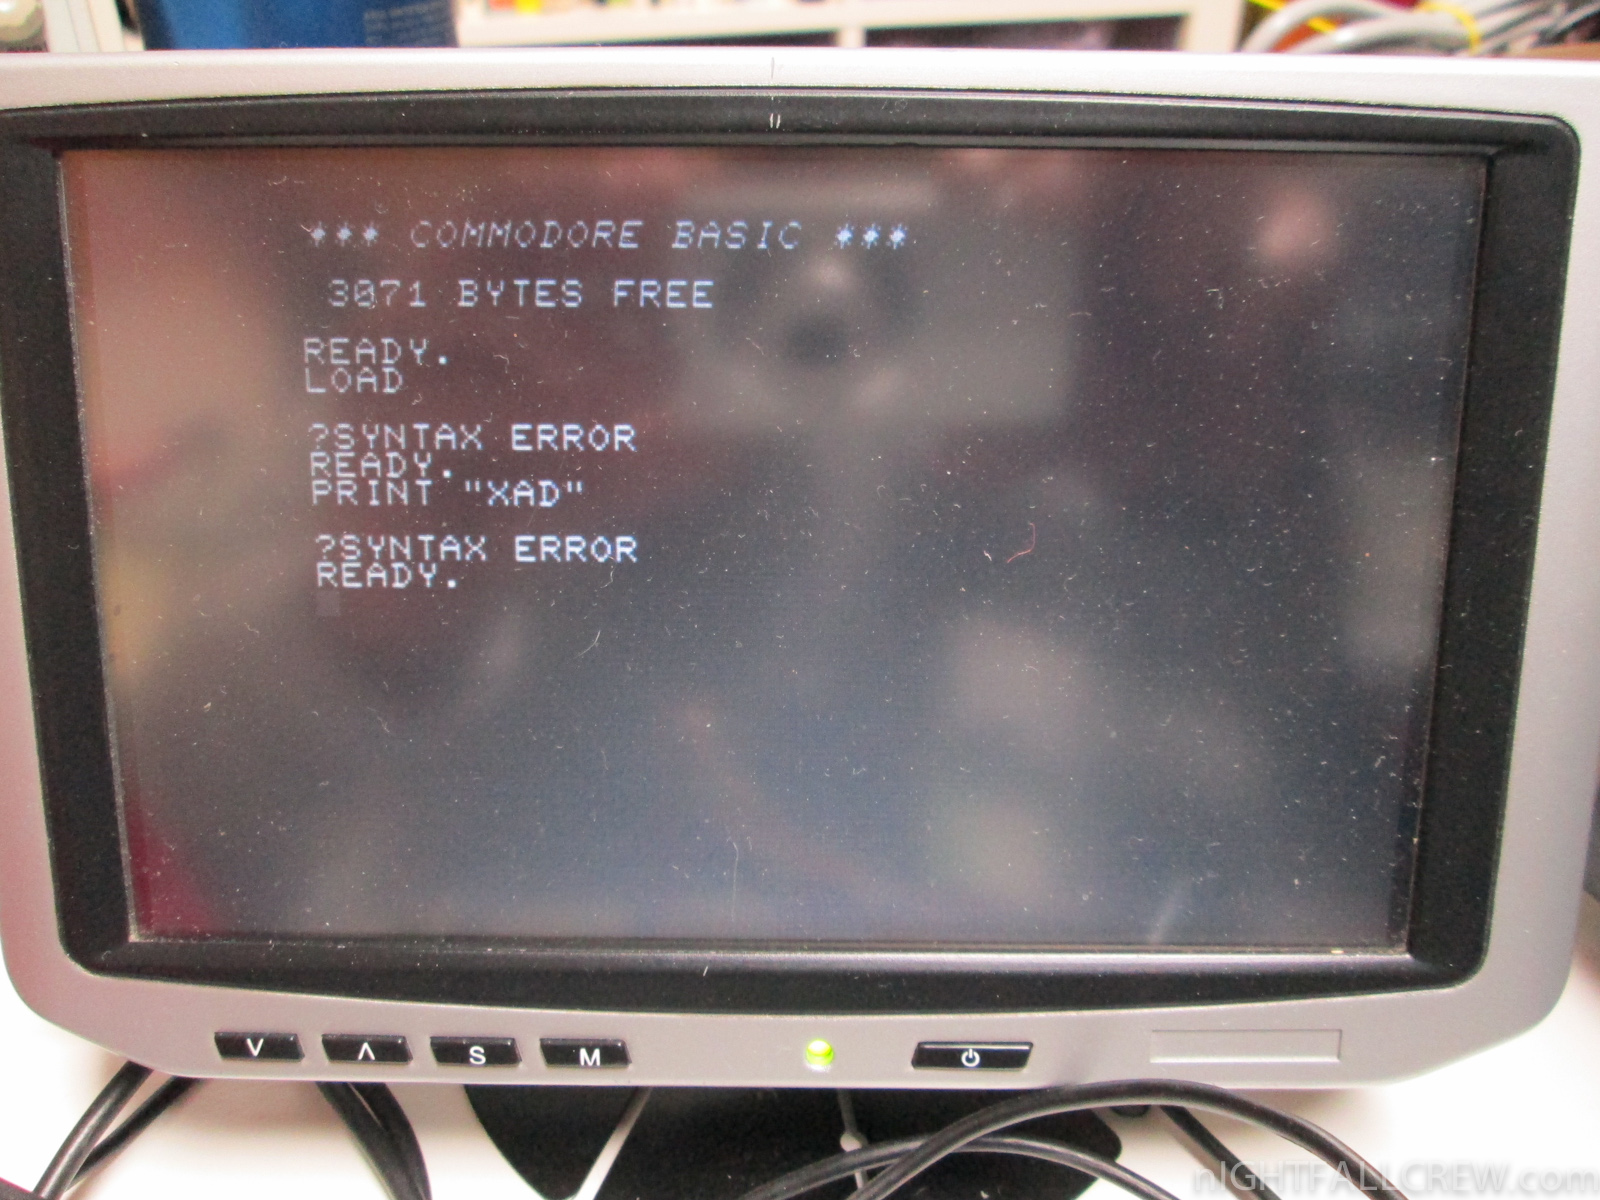 *** COMMODORE BASIC ***
3071 BYTES FREE
READY.
LOAD
?SYNTAX ERROR
READY.
PRINT "XAD"
?SYNTAX ERROR
READY.
V Λ S M
nIGHTFALLCREW.com